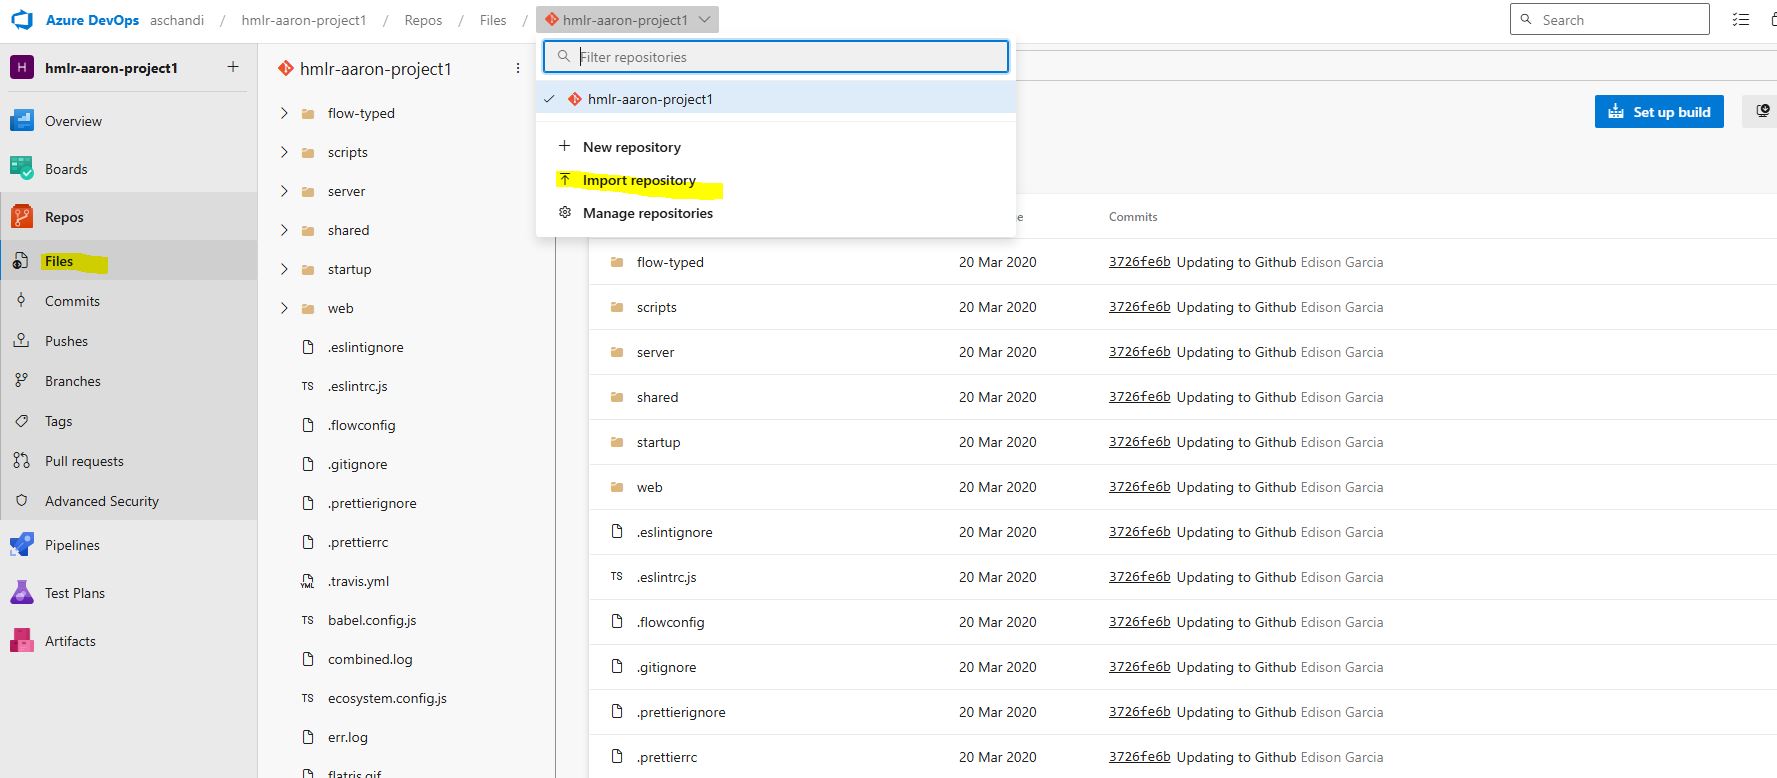 Azure DevOps aschandi / hmlr-aaron-project1 / Repos / Files / hmlr-aaron-project1
Search
H hmlr-aaron-project1 +
Overview
Boards
Repos
Files
Commits
Pushes
Branches
Tags
Pull requests
Advanced Security
Pipelines
Test Plans
Artifacts
hmlr-aaron-project1
flow-typed
scripts
server
shared
startup
web
.eslintignore
TS .eslintrc.js
.flowconfig
.gitignore
.prettierignore
.prettierrc
YML .travis.yml
TS babel.config.js
combined.log
TS ecosystem.config.js
err.log
flatris.gif
Filter repositories
hmlr-aaron-project1
New repository
Import repository
Manage repositories
Set up build
e Commits
flow-typed 20 Mar 2020 3726fe6b Updating to Github Edison Garcia
scripts 20 Mar 2020 3726fe6b Updating to Github Edison Garcia
server 20 Mar 2020 3726fe6b Updating to Github Edison Garcia
shared 20 Mar 2020 3726fe6b Updating to Github Edison Garcia
startup 20 Mar 2020 3726fe6b Updating to Github Edison Garcia
web 20 Mar 2020 3726fe6b Updating to Github Edison Garcia
.eslintignore 20 Mar 2020 3726fe6b Updating to Github Edison Garcia
TS .eslintrc.js 20 Mar 2020 3726fe6b Updating to Github Edison Garcia
.flowconfig 20 Mar 2020 3726fe6b Updating to Github Edison Garcia
.gitignore 20 Mar 2020 3726fe6b Updating to Github Edison Garcia
.prettierignore 20 Mar 2020 3726fe6b Updating to Github Edison Garcia
.prettierrc 20 Mar 2020 3726fe6b Updating to Github Edison Garcia